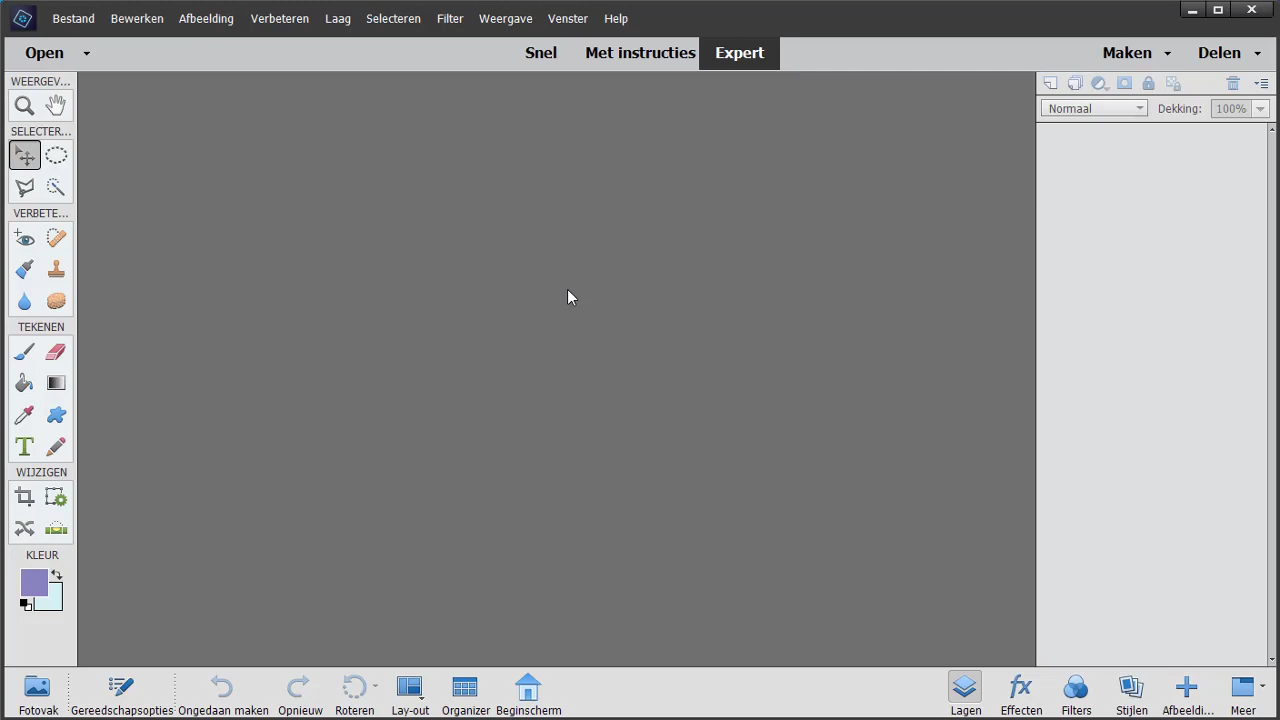 Bestand Bewerken Afbeelding Verbeteren Laag Selecteren Filter Weergave Venster Help
Open Snel Met instructies Expert Maken Delen
WEERGEV...
Normaal Dekking: 100%
SELECTER...
VERBETE...
TEKENEN
WIJZIGEN
KLEUR
Fotovak Gereedschapsopties Ongedaan maken Opnieuw Roteren Lay-out Organizer Beginscherm Lagen Effecten Filters Stijlen Afbeeldi... Meer